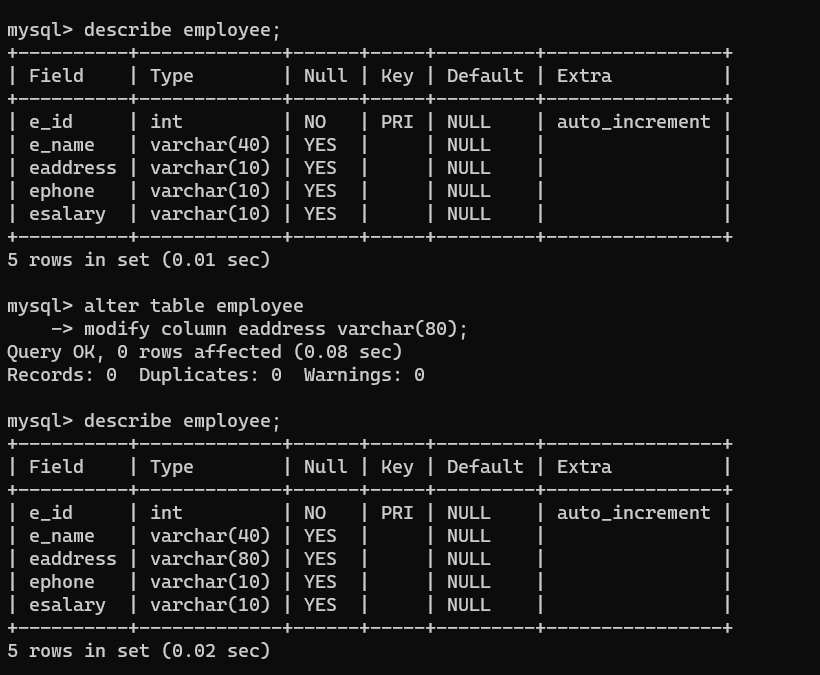 mysql> describe employee;
+----------+-------------+------+-----+---------+----------------+
| Field    | Type        | Null | Key | Default | Extra          |
+----------+-------------+------+-----+---------+----------------+
| e_id     | int         | NO   | PRI | NULL    | auto_increment |
| e_name   | varchar(40) | YES  |     | NULL    |                |
| eaddress | varchar(10) | YES  |     | NULL    |                |
| ephone   | varchar(10) | YES  |     | NULL    |                |
| esalary  | varchar(10) | YES  |     | NULL    |                |
+----------+-------------+------+-----+---------+----------------+
5 rows in set (0.01 sec)

mysql> alter table employee
    -> modify column eaddress varchar(80);
Query OK, 0 rows affected (0.08 sec)
Records: 0  Duplicates: 0  Warnings: 0

mysql> describe employee;
+----------+-------------+------+-----+---------+----------------+
| Field    | Type        | Null | Key | Default | Extra          |
+----------+-------------+------+-----+---------+----------------+
| e_id     | int         | NO   | PRI | NULL    | auto_increment |
| e_name   | varchar(40) | YES  |     | NULL    |                |
| eaddress | varchar(80) | YES  |     | NULL    |                |
| ephone   | varchar(10) | YES  |     | NULL    |                |
| esalary  | varchar(10) | YES  |     | NULL    |                |
+----------+-------------+------+-----+---------+----------------+
5 rows in set (0.02 sec)